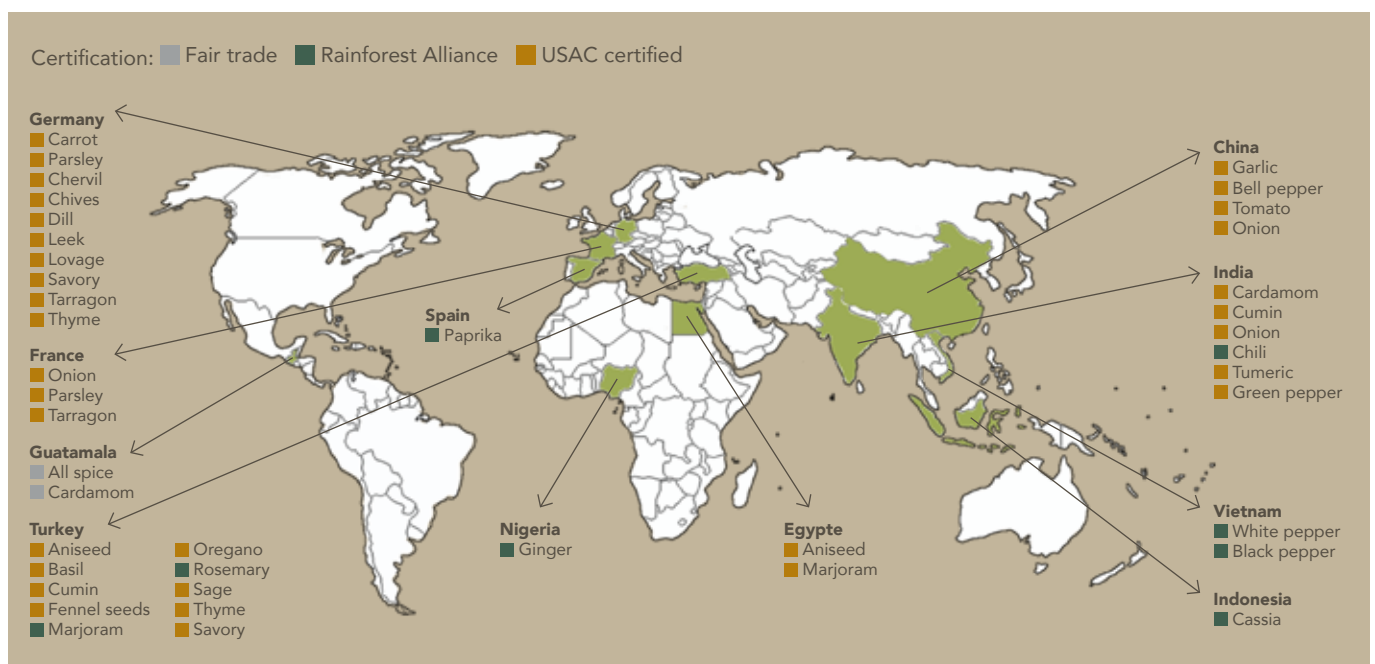 Certification: Fair trade Rainforest Alliance USAC certified
Germany
Carrot
Parsley
Chervil
Chives
Dill
Leek
Lovage
Savory
Tarragon
Thyme
France
Onion
Parsley
Tarragon
Guatamala
All spice
Cardamom
Turkey
Aniseed
Basil
Cumin
Fennel seeds
Marjoram
Oregano
Rosemary
Sage
Thyme
Savory
Spain
Paprika
Nigeria
Ginger
Egypte
Aniseed
Marjoram
China
Garlic
Bell pepper
Tomato
Onion
India
Cardamom
Cumin
Onion
Chili
Tumeric
Green pepper
Vietnam
White pepper
Black pepper
Indonesia
Cassia